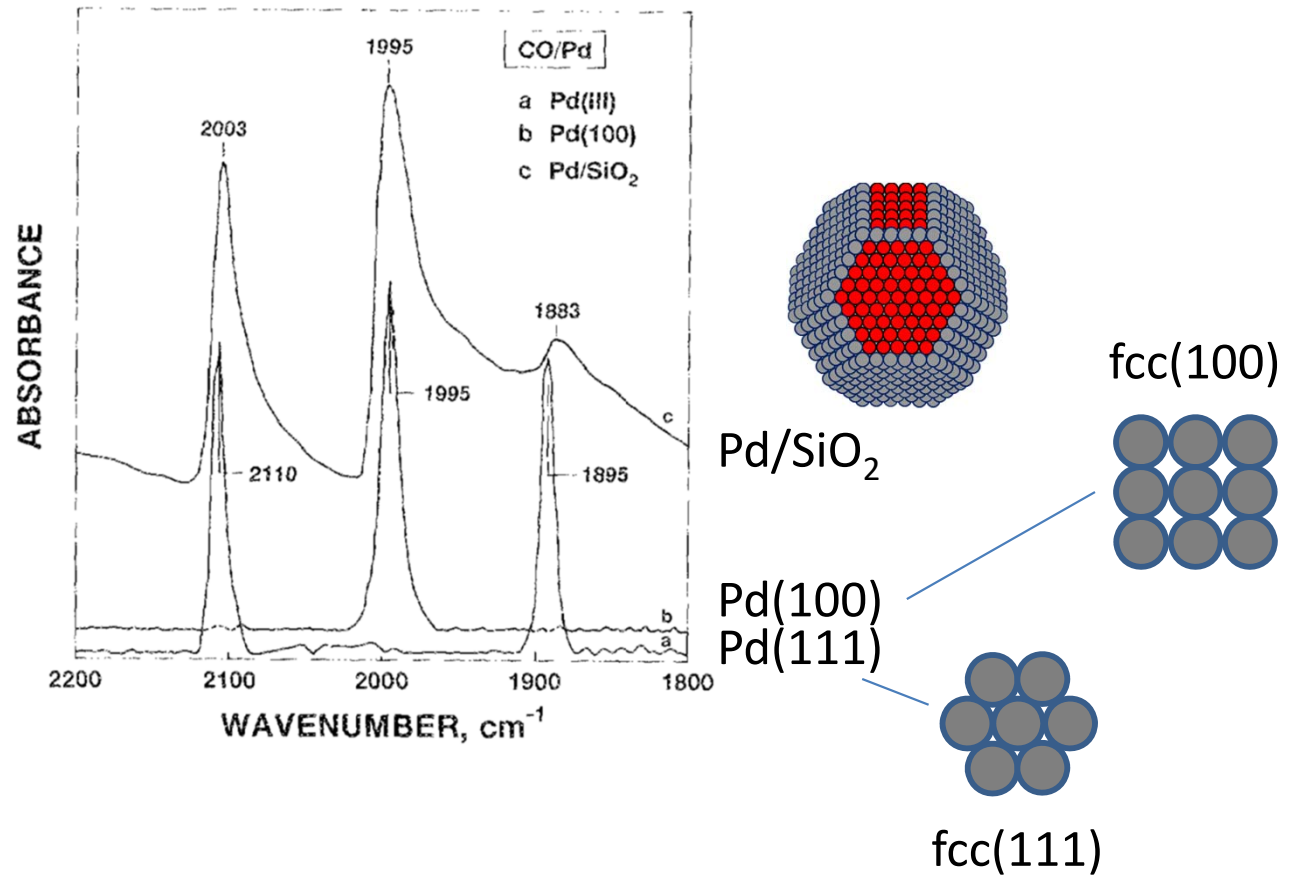 1995
CO/Pd
2003
a Pd(III)
b Pd(100)
c Pd/SiO₂
1883
1995
c
2110
1895
b
a
2200 2100 2000 1900 1800
WAVENUMBER, cm⁻¹
ABSORBANCE
Pd/SiO₂
fcc(100)
Pd(100)
Pd(111)
fcc(111)